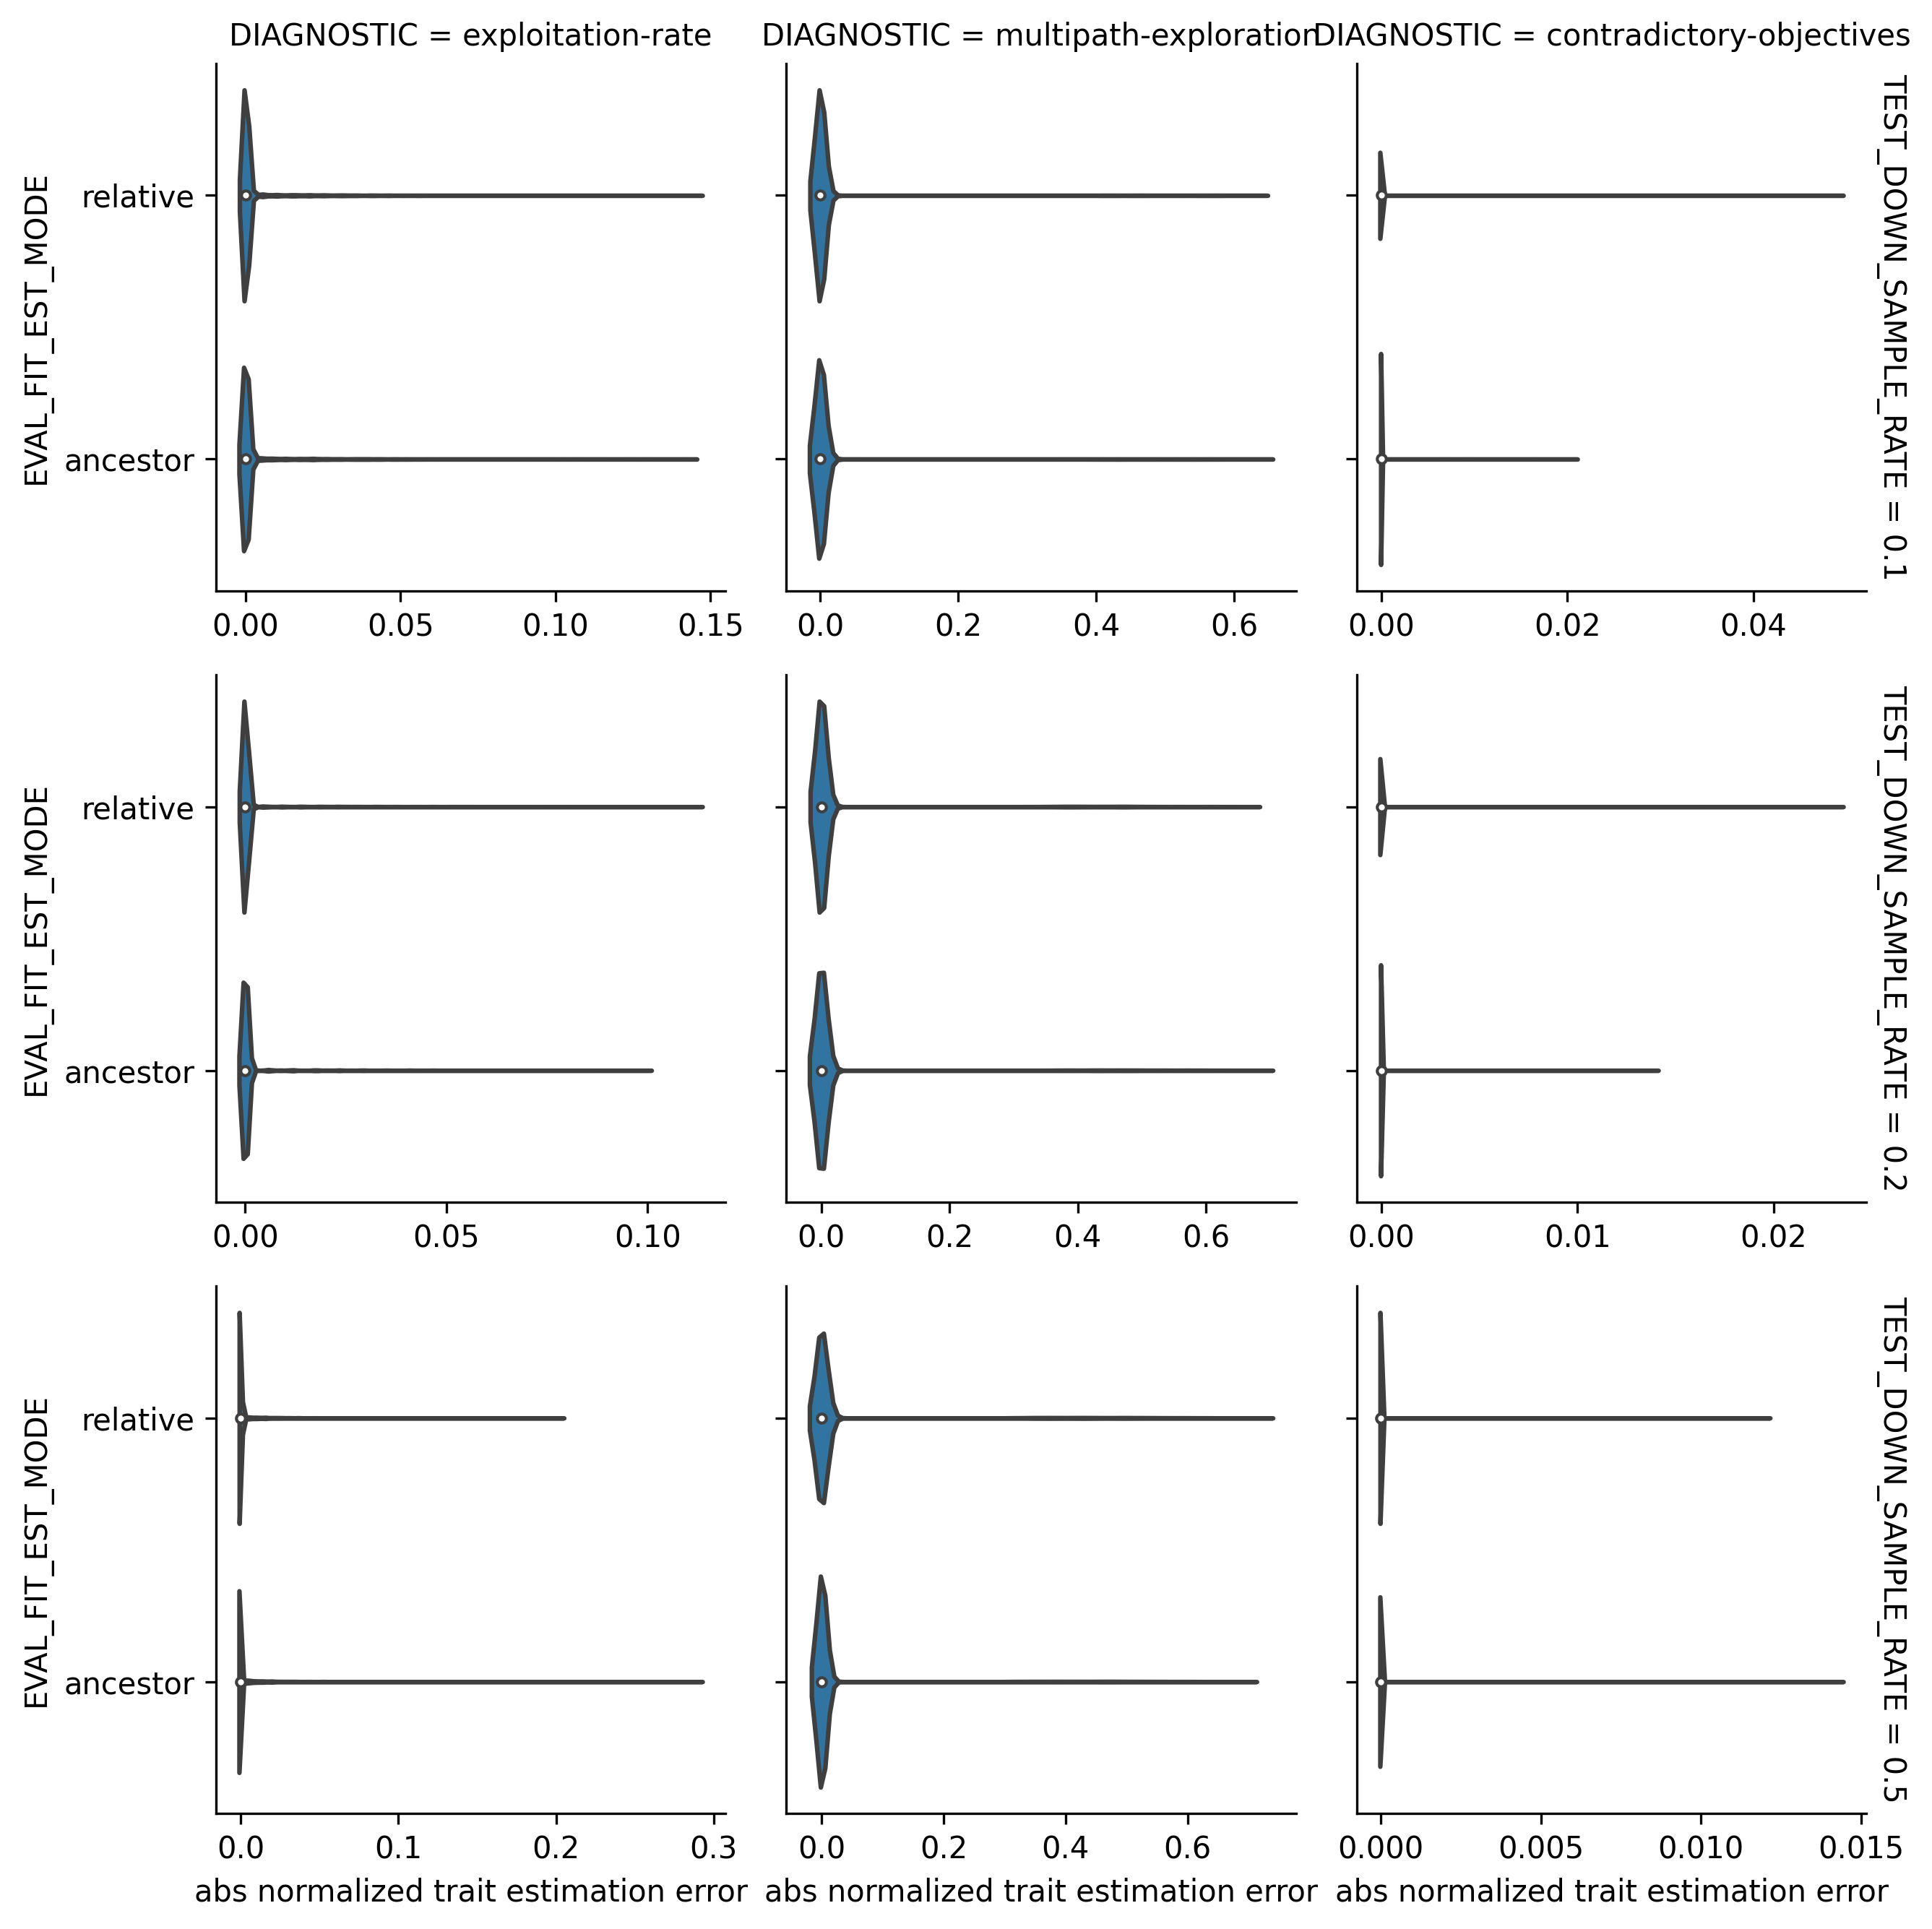 DIAGNOSTIC = exploitation-rate
DIAGNOSTIC = multipath-exploration
DIAGNOSTIC = contradictory-objectives
EVAL_FIT_EST_MODE
relative
ancestor
0.00 0.05 0.10 0.15
0.0 0.2 0.4 0.6
0.00 0.02 0.04
TEST_DOWN_SAMPLE_RATE = 0.1
EVAL_FIT_EST_MODE
relative
ancestor
0.00 0.05 0.10
0.0 0.2 0.4 0.6
0.00 0.01 0.02
TEST_DOWN_SAMPLE_RATE = 0.2
EVAL_FIT_EST_MODE
relative
ancestor
0.0 0.1 0.2 0.3
0.0 0.2 0.4 0.6
0.000 0.005 0.010 0.015
TEST_DOWN_SAMPLE_RATE = 0.5
abs normalized trait estimation error
abs normalized trait estimation error
abs normalized trait estimation error